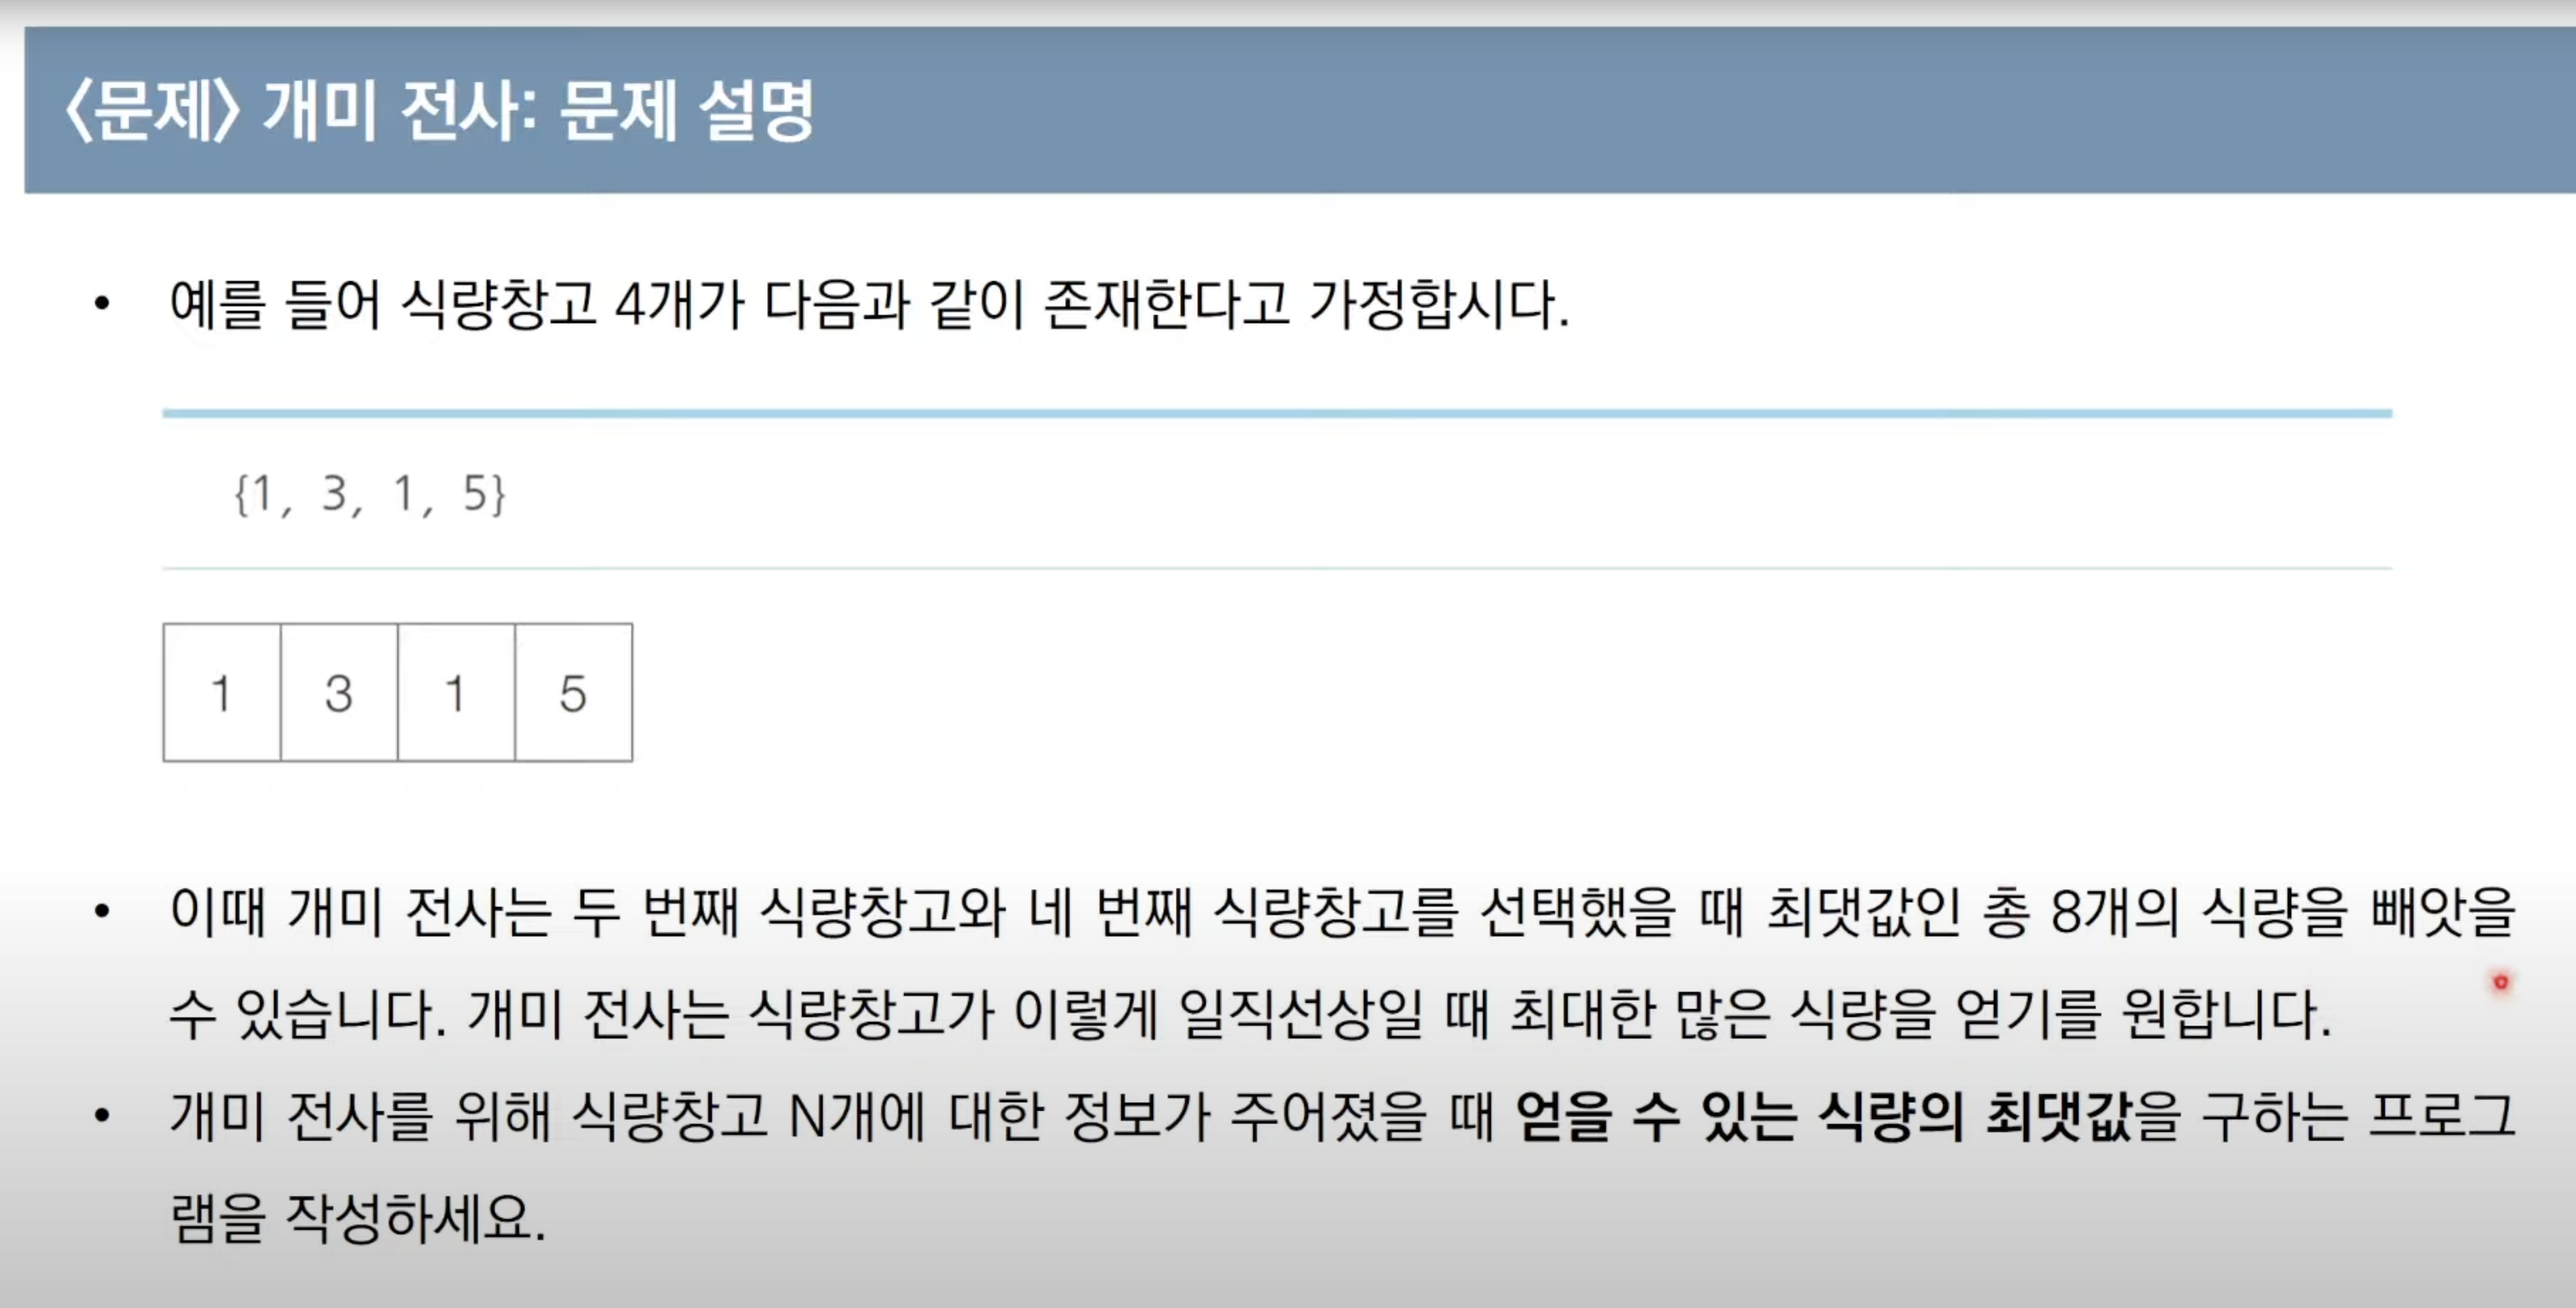 〈문제〉 개미 전사: 문제 설명
• 예를 들어 식량창고 4개가 다음과 같이 존재한다고 가정합시다.
{1, 3, 1, 5}
1 3 1 5
• 이때 개미 전사는 두 번째 식량창고와 네 번째 식량창고를 선택했을 때 최댓값인 총 8개의 식량을 빼앗을
수 있습니다. 개미 전사는 식량창고가 이렇게 일직선상일 때 최대한 많은 식량을 얻기를 원합니다.
• 개미 전사를 위해 식량창고 N개에 대한 정보가 주어졌을 때 얻을 수 있는 식량의 최댓값을 구하는 프로그
램을 작성하세요.